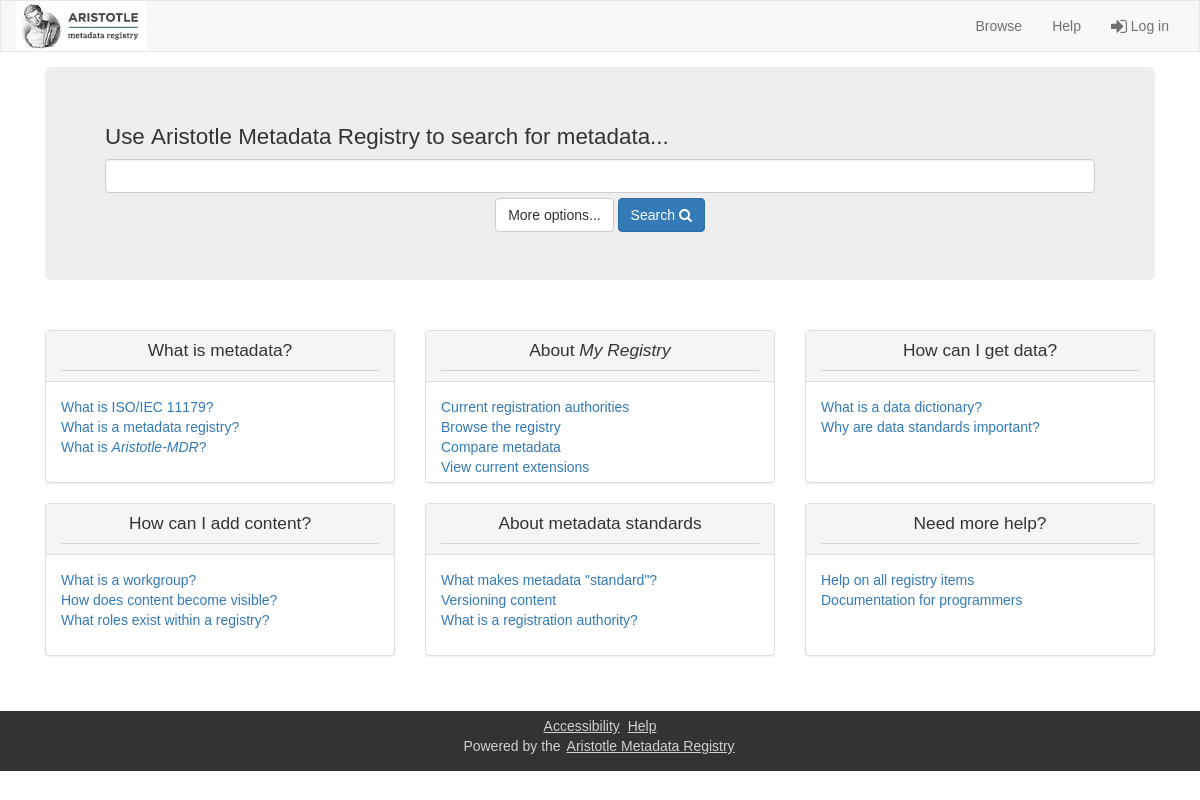 ARISTOTLE
metadata registry
Browse
Help
Log in
Use Aristotle Metadata Registry to search for metadata...
More options...
Search
What is metadata?
What is ISO/IEC 11179?
What is a metadata registry?
What is Aristotle-MDR?
About My Registry
Current registration authorities
Browse the registry
Compare metadata
View current extensions
How can I get data?
What is a data dictionary?
Why are data standards important?
How can I add content?
What is a workgroup?
How does content become visible?
What roles exist within a registry?
About metadata standards
What makes metadata "standard"?
Versioning content
What is a registration authority?
Need more help?
Help on all registry items
Documentation for programmers
Accessibility Help
Powered by the Aristotle Metadata Registry